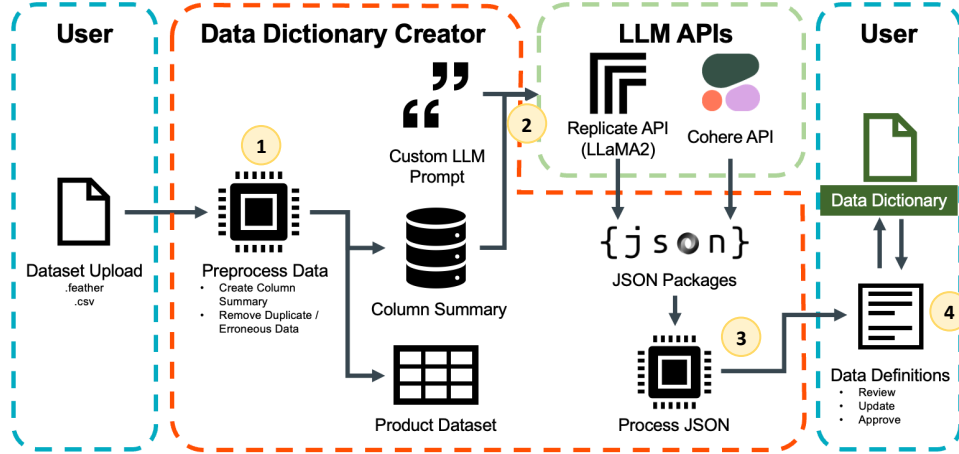 User
Data Dictionary Creator
LLM APIs
User
1
2
3
4
Dataset Upload
.feather
.csv
Preprocess Data
• Create Column
Summary
• Remove Duplicate /
Erroneous Data
Custom LLM
Prompt
Column Summary
Product Dataset
Replicate API
(LLaMA2)
Cohere API
{json}
JSON Packages
Process JSON
Data Dictionary
Data Definitions
• Review
• Update
• Approve